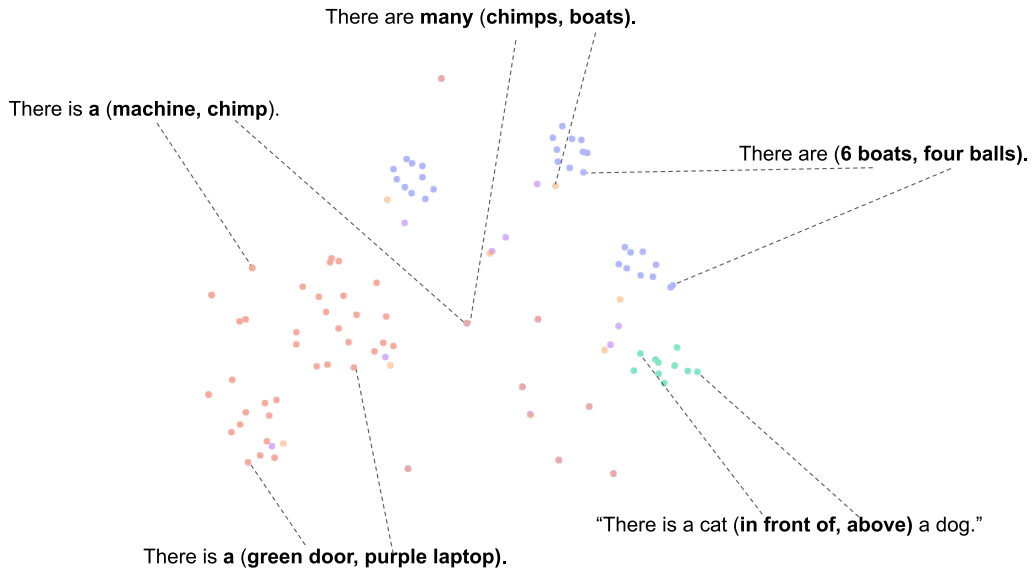 There are many (chimps, boats).
There is a (machine, chimp).
There are (6 boats, four balls).
“There is a cat (in front of, above) a dog.”
There is a (green door, purple laptop).